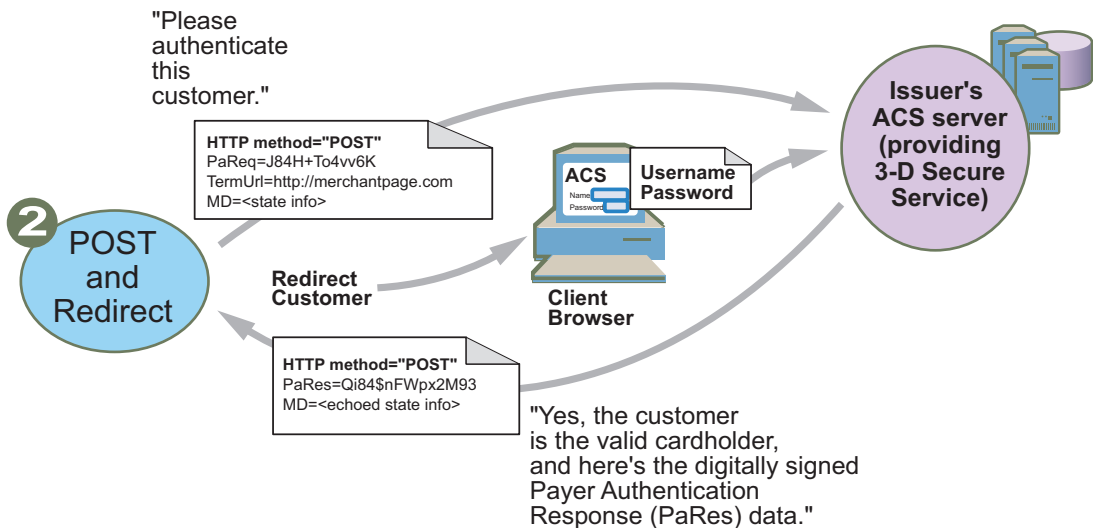 "Please
authenticate
this
customer."
HTTP method="POST"
PaReq=J84H+To4vv6K
TermUrl=http://merchantpage.com
MD=<state info>
Issuer's
ACS server
(providing
3-D Secure
Service)
ACS
Name
Password
Username
Password
2
POST
and
Redirect
Redirect
Customer
Client
Browser
HTTP method="POST"
PaRes=Qi84$nFWpx2M93
MD=<echoed state info>
"Yes, the customer
is the valid cardholder,
and here's the digitally signed
Payer Authentication
Response (PaRes) data."